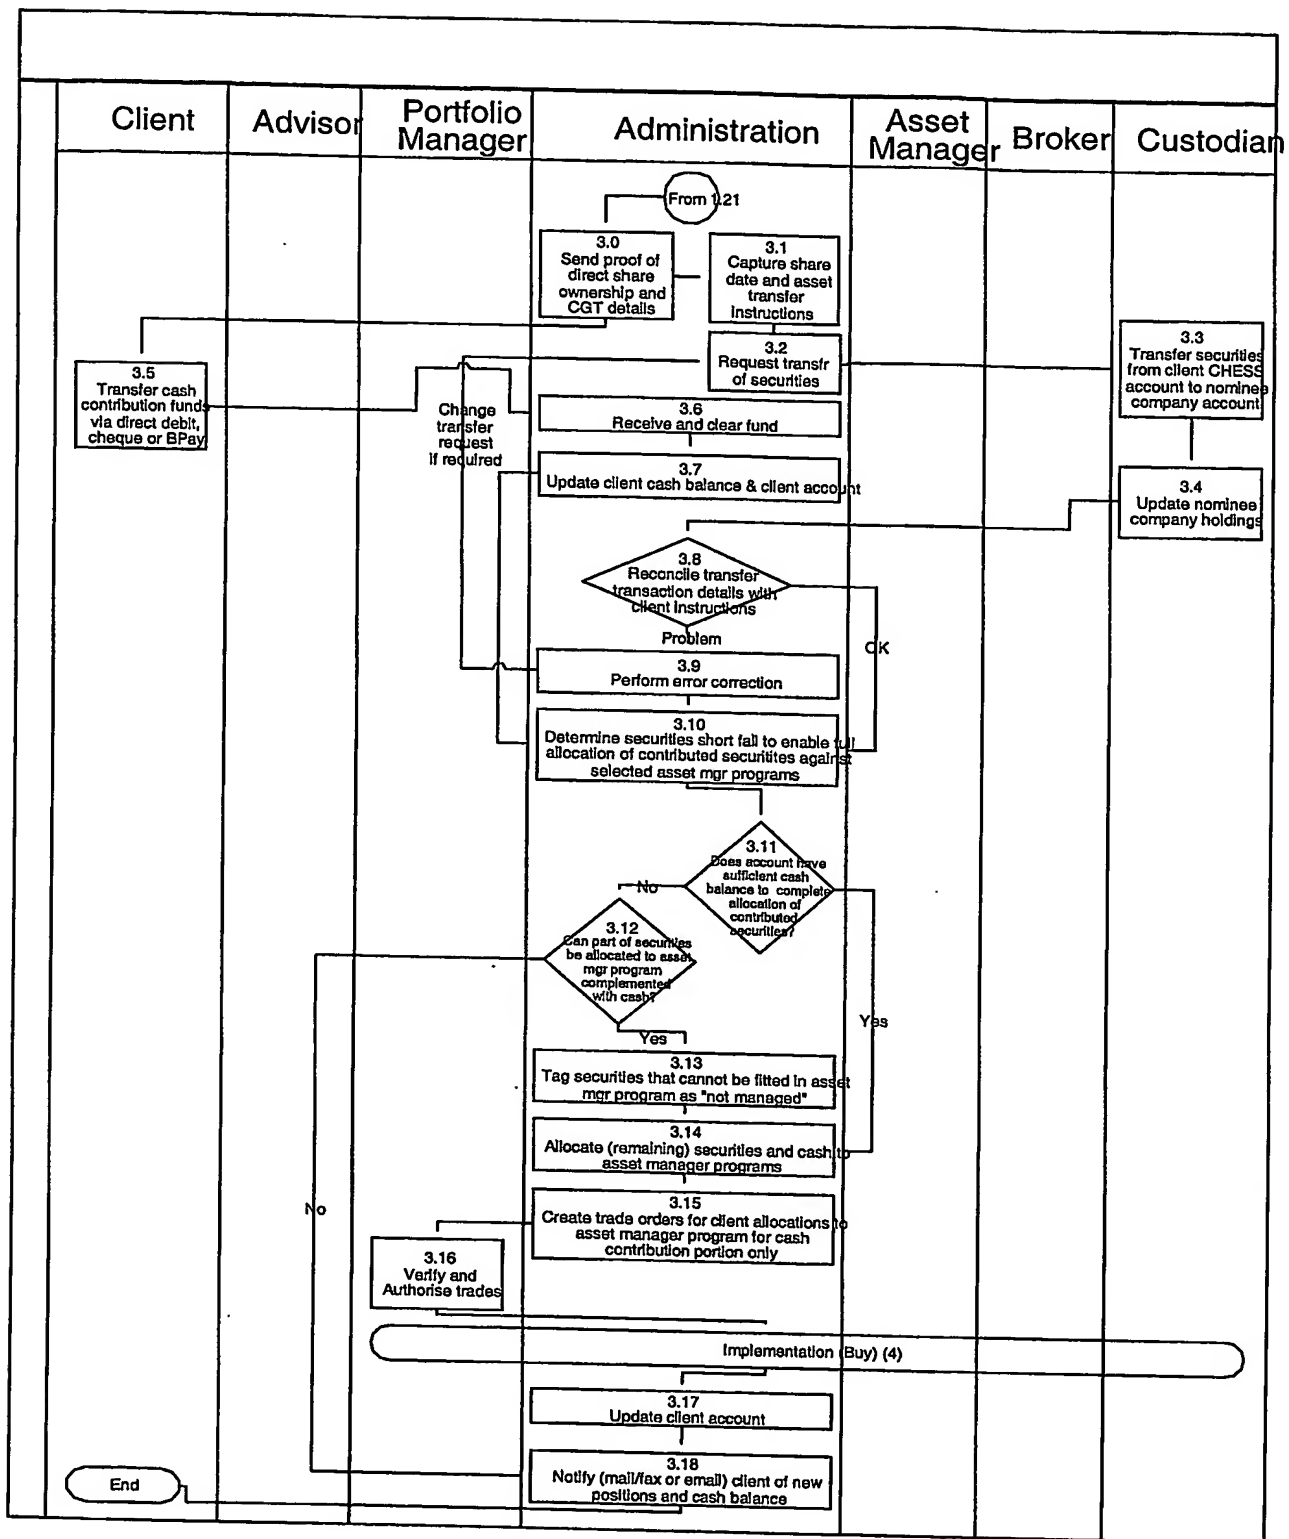 Client
Advisor
Portfolio
Manager
Administration
Asset
Manager
Broker
Custodian
From 1.21
3.0
Send proof of
direct share
ownership and
CGT details
3.1
Capture share
date and asset
transfer
instructions
3.2
Request transfr
of securities
3.3
Transfer securities
from client CHESS
account to nominee
company account
3.5
Transfer cash
contribution funds
via direct debit,
cheque or BPay
Change
transfer
request
if required
3.6
Receive and clear fund
3.7
Update client cash balance & client account
3.4
Update nominee
company holdings
3.8
Reconcile transfer
transaction details with
client instructions
Problem
OK
3.9
Perform error correction
3.10
Determine securities short fall to enable full
allocation of contributed securitites against
selected asset mgr programs
3.11
Does account have
sufficient cash
balance to complete
allocation of
contributed
securities?
No
3.12
Can part of securities
be allocated to asset
mgr program
complemented
with cash?
Yes
Yes
3.13
Tag securities that cannot be fitted in asset
mgr program as "not managed"
3.14
Allocate (remaining) securities and cash to
asset manager programs
No
3.15
Create trade orders for client allocations to
asset manager program for cash
contribution portion only
3.16
Verify and
Authorise trades
Implementation (Buy) (4)
3.17
Update client account
3.18
Notify (mail/fax or email) client of new
positions and cash balance
End